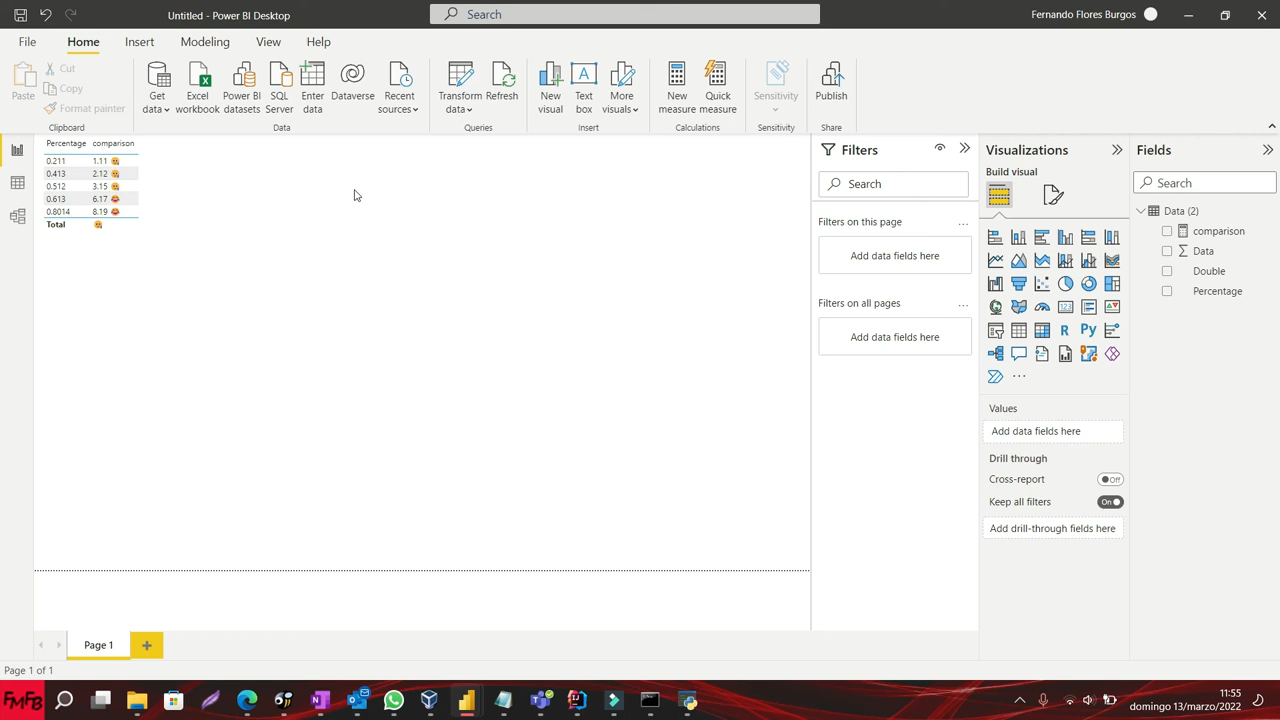 Untitled - Power BI Desktop
Search
Fernando Flores Burgos
File Home Insert Modeling View Help
Paste
Cut
Copy
Format painter
Clipboard
Get data
Excel workbook
Power BI datasets
SQL Server
Enter data
Dataverse
Recent sources
Data
Transform data
Refresh
Queries
New visual
Text box
More visuals
Insert
New measure
Quick measure
Calculations
Sensitivity
Sensitivity
Publish
Share
Percentage comparison
0.211 1.11
0.413 2.12
0.512 3.15
0.613 6.17
0.8014 8.19
Total
Filters
Search
Filters on this page ...
Add data fields here
Filters on all pages ...
Add data fields here
Visualizations
Build visual
123
R
Py
...
Values
Add data fields here
Drill through
Cross-report Off
Keep all filters On
Add drill-through fields here
Fields
Search
Data (2)
comparison
Σ Data
Double
Percentage
Page 1
Page 1 of 1
FMFB
11:55
domingo 13/marzo/2022